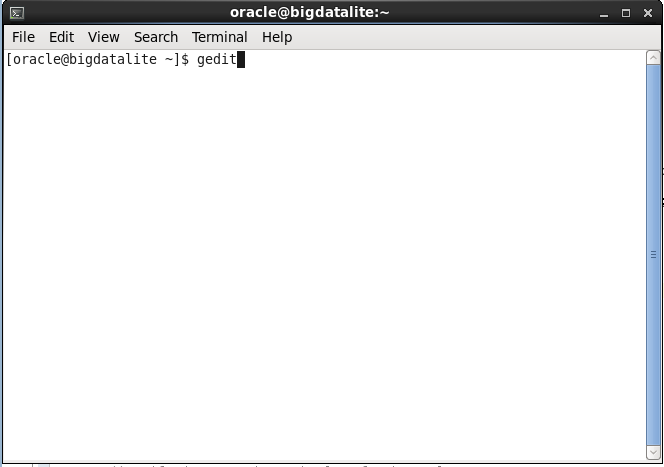 oracle@bigdatalite:~
File Edit View Search Terminal Help
[oracle@bigdatalite ~]$ gedit